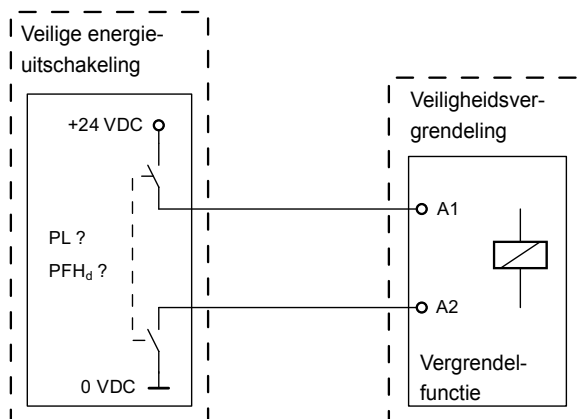 Veilige energie-
uitschakeling
+24 VDC
PL ?
PFHd ?
0 VDC
Veiligheidsver-
grendeling
A1
A2
Vergrendel-
functie